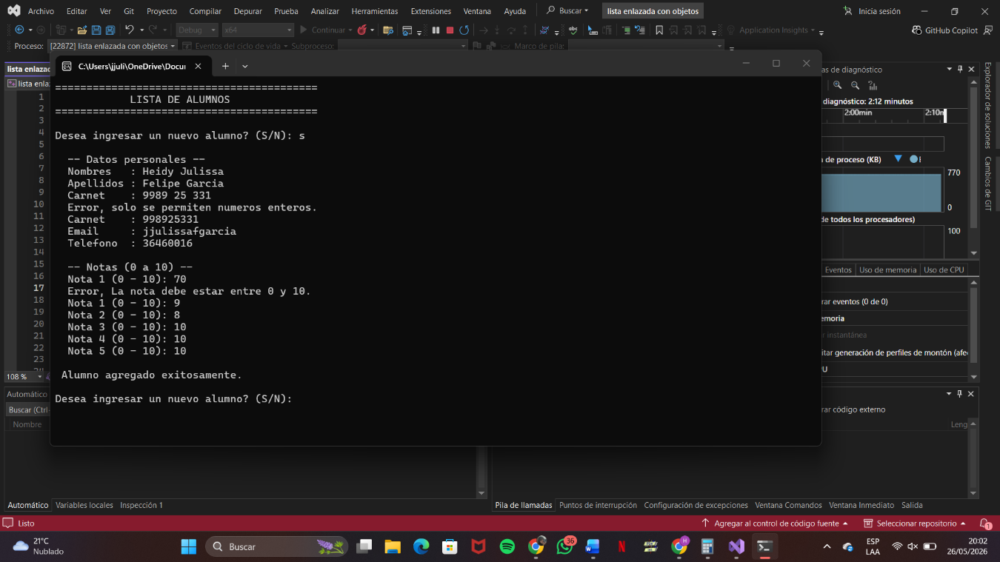 Archivo Editar Ver Git Proyecto Compilar Depurar Prueba Analizar Herramientas Extensiones Ventana Ayuda Buscar lista enlazada con objetos Inicia sesión
Debug x64 Continuar Application Insights GitHub Copilot
Proceso: [22872] lista enlazada con objetos Eventos del ciclo de vida Subproceso: Marco de pila:
lista enlazad
C:\Users\jjuli\OneDrive\Docu
as de diagnóstico
lista enla
1
2
3
4
5
6
7
8
9
10
11
12
13
14
15
16
17
18
19
20
21
22
23
==========================================
LISTA DE ALUMNOS
==========================================
Desea ingresar un nuevo alumno? (S/N): s
-- Datos personales --
Nombres : Heidy Julissa
Apellidos : Felipe Garcia
Carnet : 9989 25 331
Error, solo se permiten numeros enteros.
Carnet : 998925331
Email : jjulissafgarcia
Telefono : 36460016
-- Notas (0 a 10) --
Nota 1 (0 - 10): 70
Error, La nota debe estar entre 0 y 10.
Nota 1 (0 - 10): 9
Nota 2 (0 - 10): 8
Nota 3 (0 - 10): 10
Nota 4 (0 - 10): 10
Nota 5 (0 - 10): 10
Alumno agregado exitosamente.
Desea ingresar un nuevo alumno? (S/N):
diagnóstico: 2:12 minutos
2:00min 2:10m
de proceso (KB)
770
0
de todos los procesadores)
100
Eventos Uso de memoria Uso de CPU
rar eventos (0 de 0)
emoria
r instantánea
itar generación de perfiles de montón (afe
PU
108 %
Automático
Buscar (Ctrl
Nombre
rar código externo
Leng
Automático Variables locales Inspección 1
Pila de llamadas Puntos de interrupción Configuración de excepciones Ventana Comandos Ventana Inmediato Salida
Explorador de soluciones
Cambios de GIT
Listo Agregar al control de código fuente Seleccionar repositorio 1
21°C
Nublado
Buscar
36
H
ESP
LAA
20:02
26/05/2026